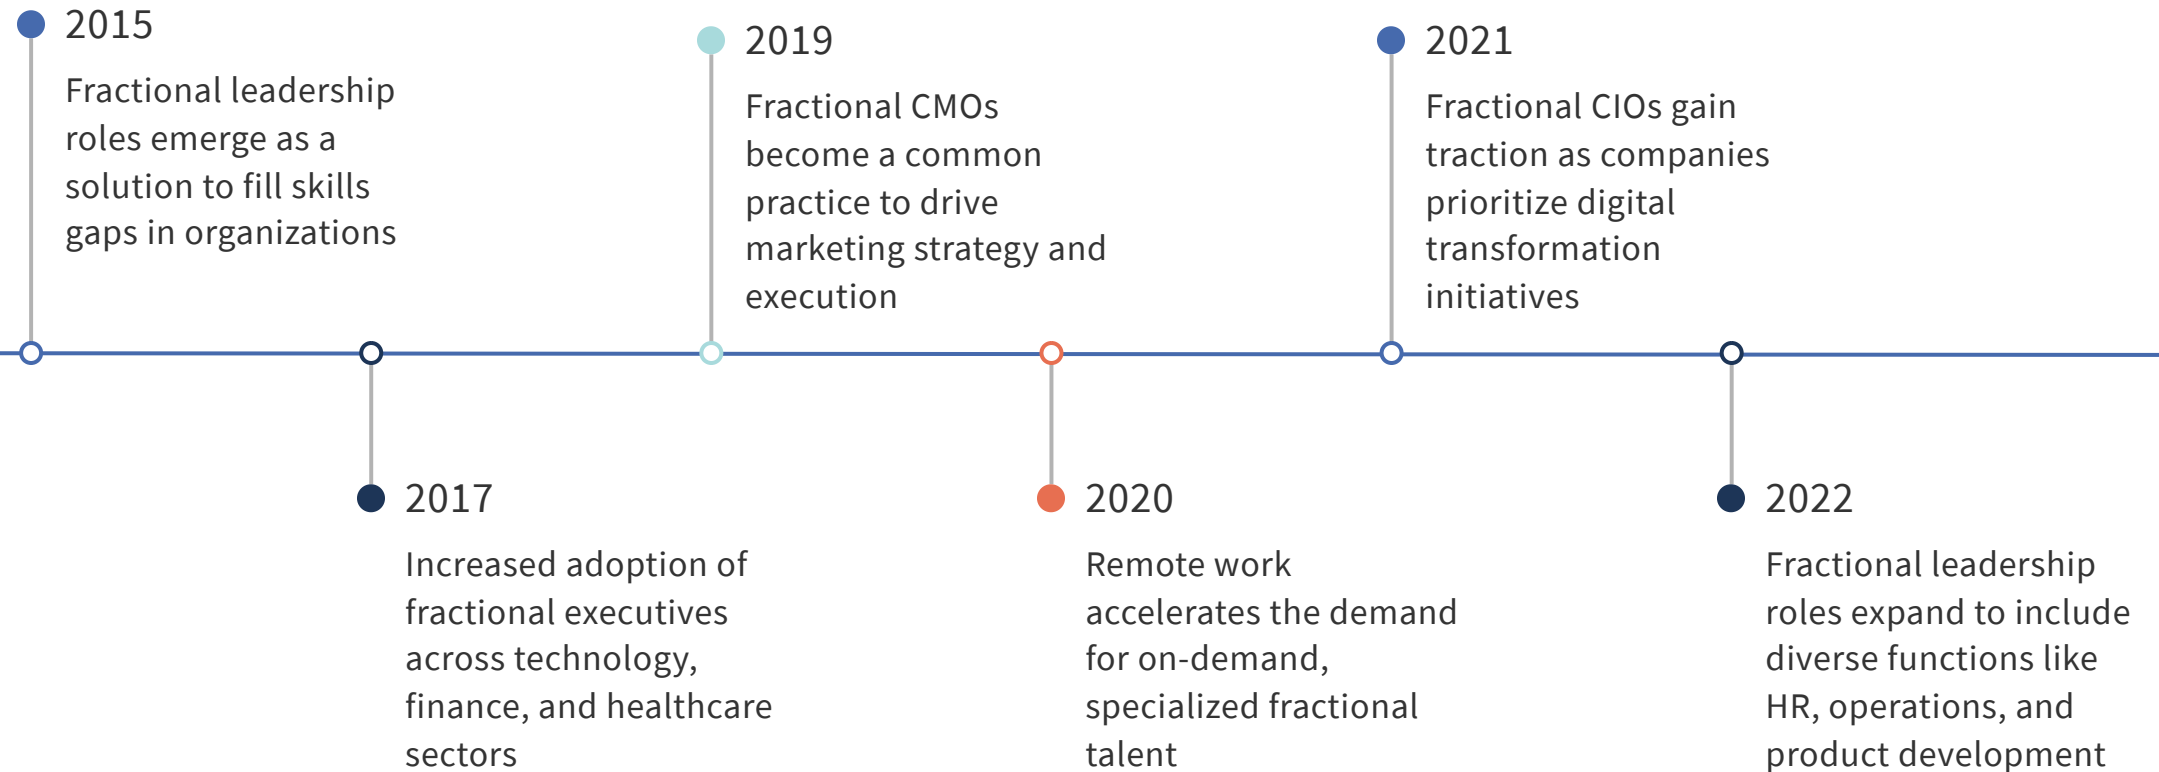 2015
Fractional leadership
roles emerge as a
solution to fill skills
gaps in organizations
2017
Increased adoption of
fractional executives
across technology,
finance, and healthcare
sectors
2019
Fractional CMOs
become a common
practice to drive
marketing strategy and
execution
2020
Remote work
accelerates the demand
for on-demand,
specialized fractional
talent
2021
Fractional CIOs gain
traction as companies
prioritize digital
transformation
initiatives
2022
Fractional leadership
roles expand to include
diverse functions like
HR, operations, and
product development